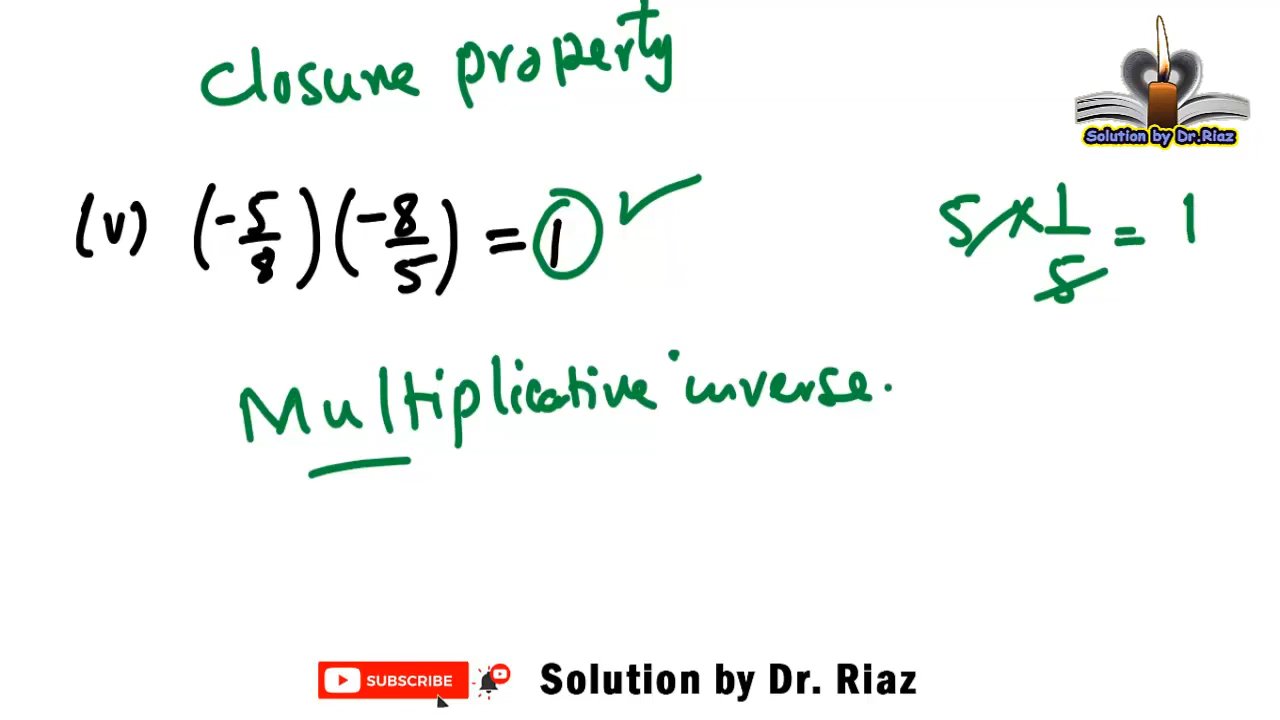 closure property
Solution by Dr.Riaz
(v) (-5/8)(-8/5) = 1
5 × 1/5 = 1
Multiplicative inverse.
SUBSCRIBE
Solution by Dr. Riaz